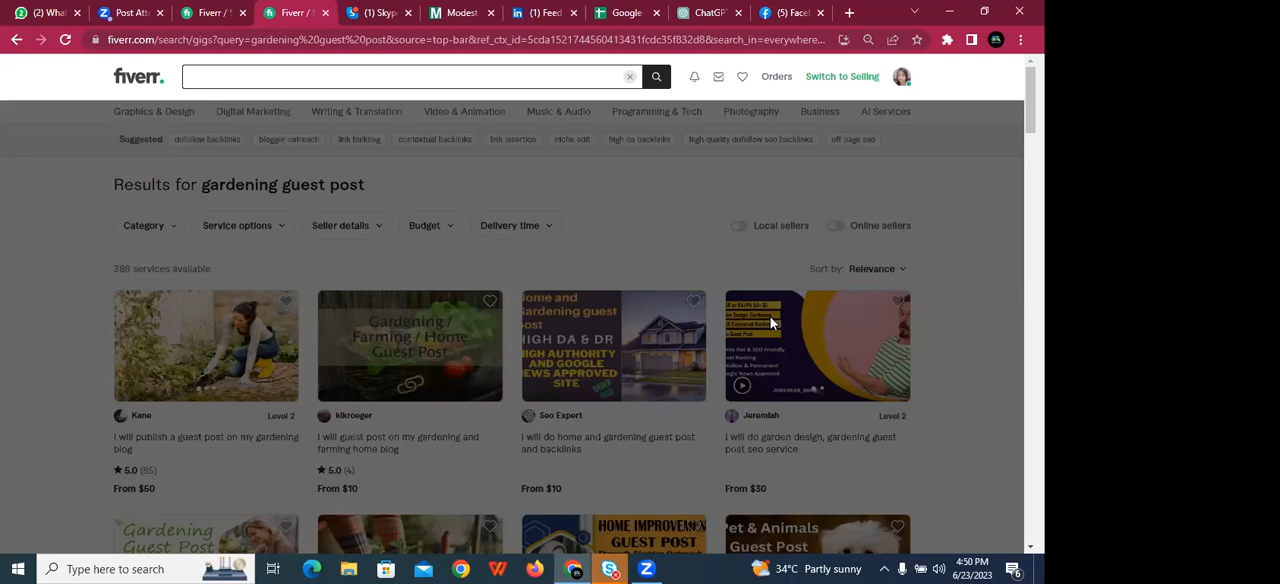 (2) What
Post Att
Fiverr / S
Fiverr / S
(1) Skyp
Modest
(1) Feed
Google
ChatGP
(5) Facel
fiverr.com/search/gigs?query=gardening%20guest%20post&source=top-bar&ref_ctx_id=5cda1521744560413431fcdc35f832d8&search_in=everywhere...
fiverr.
Orders
Switch to Selling
Graphics & Design
Digital Marketing
Writing & Translation
Video & Animation
Music & Audio
Programming & Tech
Photography
Business
AI Services
Suggested
dofollow backlinks
blogger outreach
link building
contextual backlinks
link insertion
niche edit
high da backlinks
high quality dofollow seo backlinks
off page seo
Results for gardening guest post
Category
Service options
Seller details
Budget
Delivery time
Local sellers
Online sellers
388 services available
Sort by: Relevance
Gardening /
Farming / Home
Guest Post
Home and
Gardening guest
post
HIGH DA & DR
HIGH AUTHORITY
AND GOOGLE
NEWS APPROVED
SITE
Kane
Level 2
klkroeger
Seo Expert
Jeremiah
Level 2
I will publish a guest post on my gardening
blog
I will guest post on my gardening and
farming home blog
I will do home and gardening guest post
and backlinks
I will do garden design, gardening guest
post seo service
5.0 (85)
5.0 (4)
From $50
From $10
From $10
From $30
Gardening
Guest Post
HOME IMPROVEMEN
GUEST POST
Pet & Animals
Type here to search
34°C Partly sunny
4:50 PM
6/23/2023
6